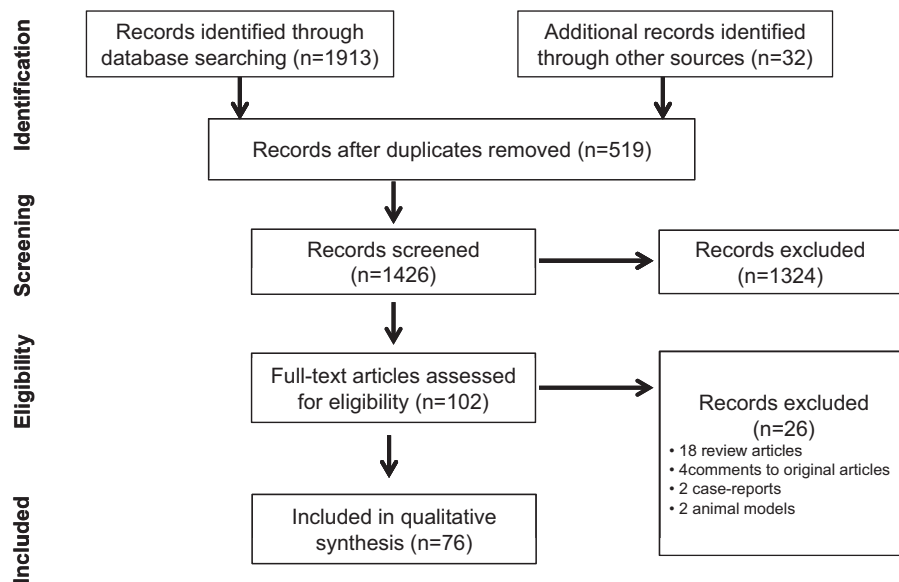 Identification
Records identified through
database searching (n=1913)
Additional records identified
through other sources (n=32)
Records after duplicates removed (n=519)
Screening
Records screened
(n=1426)
Records excluded
(n=1324)
Eligibility
Full-text articles assessed
for eligibility (n=102)
Records excluded
(n=26)
• 18 review articles
• 4comments to original articles
• 2 case-reports
• 2 animal models
Included
Included in qualitative
synthesis (n=76)